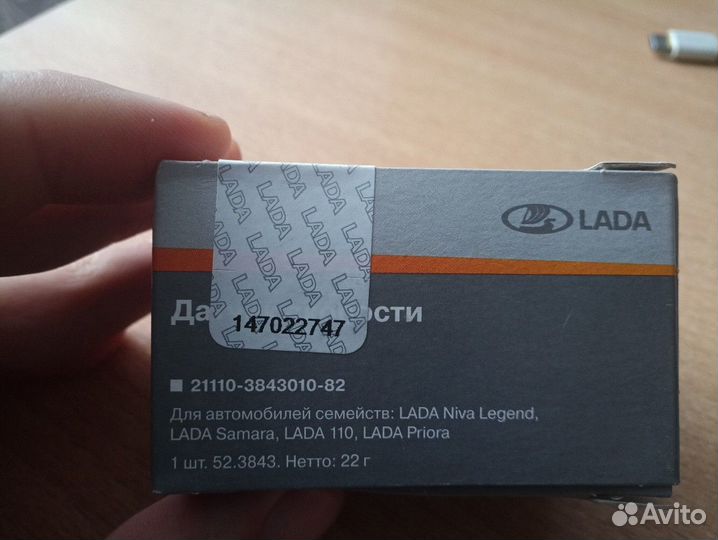 LADA
147022747
■ 21110-3843010-82
Для автомобилей семейств: LADA Niva Legend,
LADA Samara, LADA 110, LADA Priora
1 шт. 52.3843. Нетто: 22 г
Avito